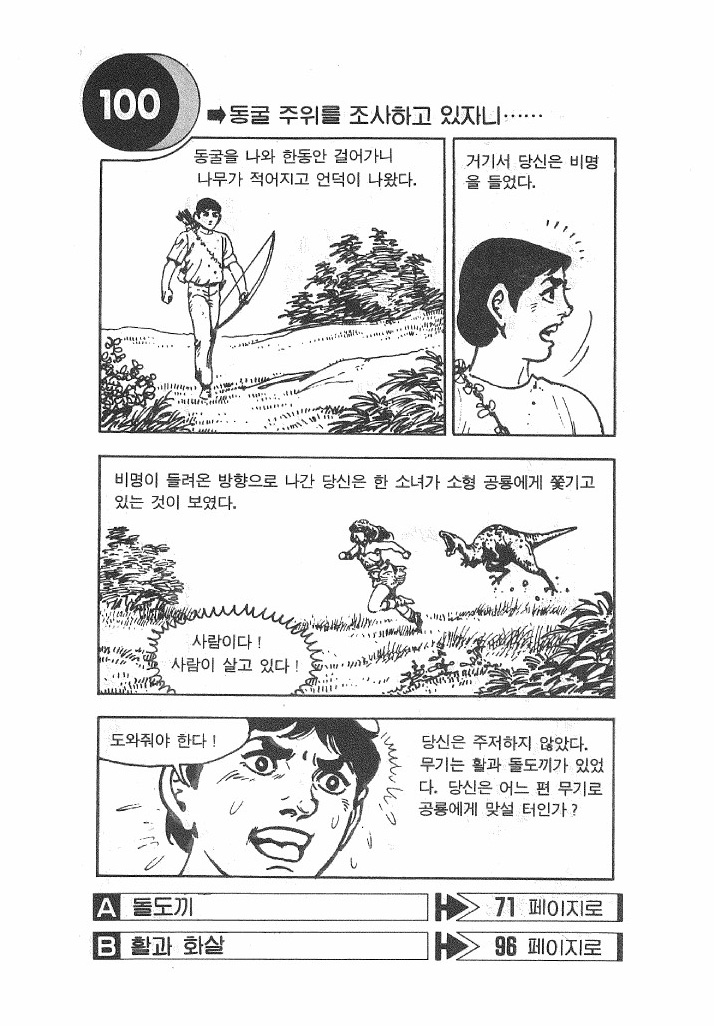 100
➡동굴 주위를 조사하고 있자니……
동굴을 나와 한동안 걸어가니
나무가 적어지고 언덕이 나왔다.
거기서 당신은 비명
을 들었다.
비명이 들려온 방향으로 나간 당신은 한 소녀가 소형 공룡에게 쫓기고
있는 것이 보였다.
사람이다!
사람이 살고 있다!
도와줘야 한다!
당신은 주저하지 않았다.
무기는 활과 돌도끼가 있었
다. 당신은 어느 편 무기로
공룡에게 맞설 터인가?
A 돌도끼 71 페이지로
B 활과 화살 96 페이지로